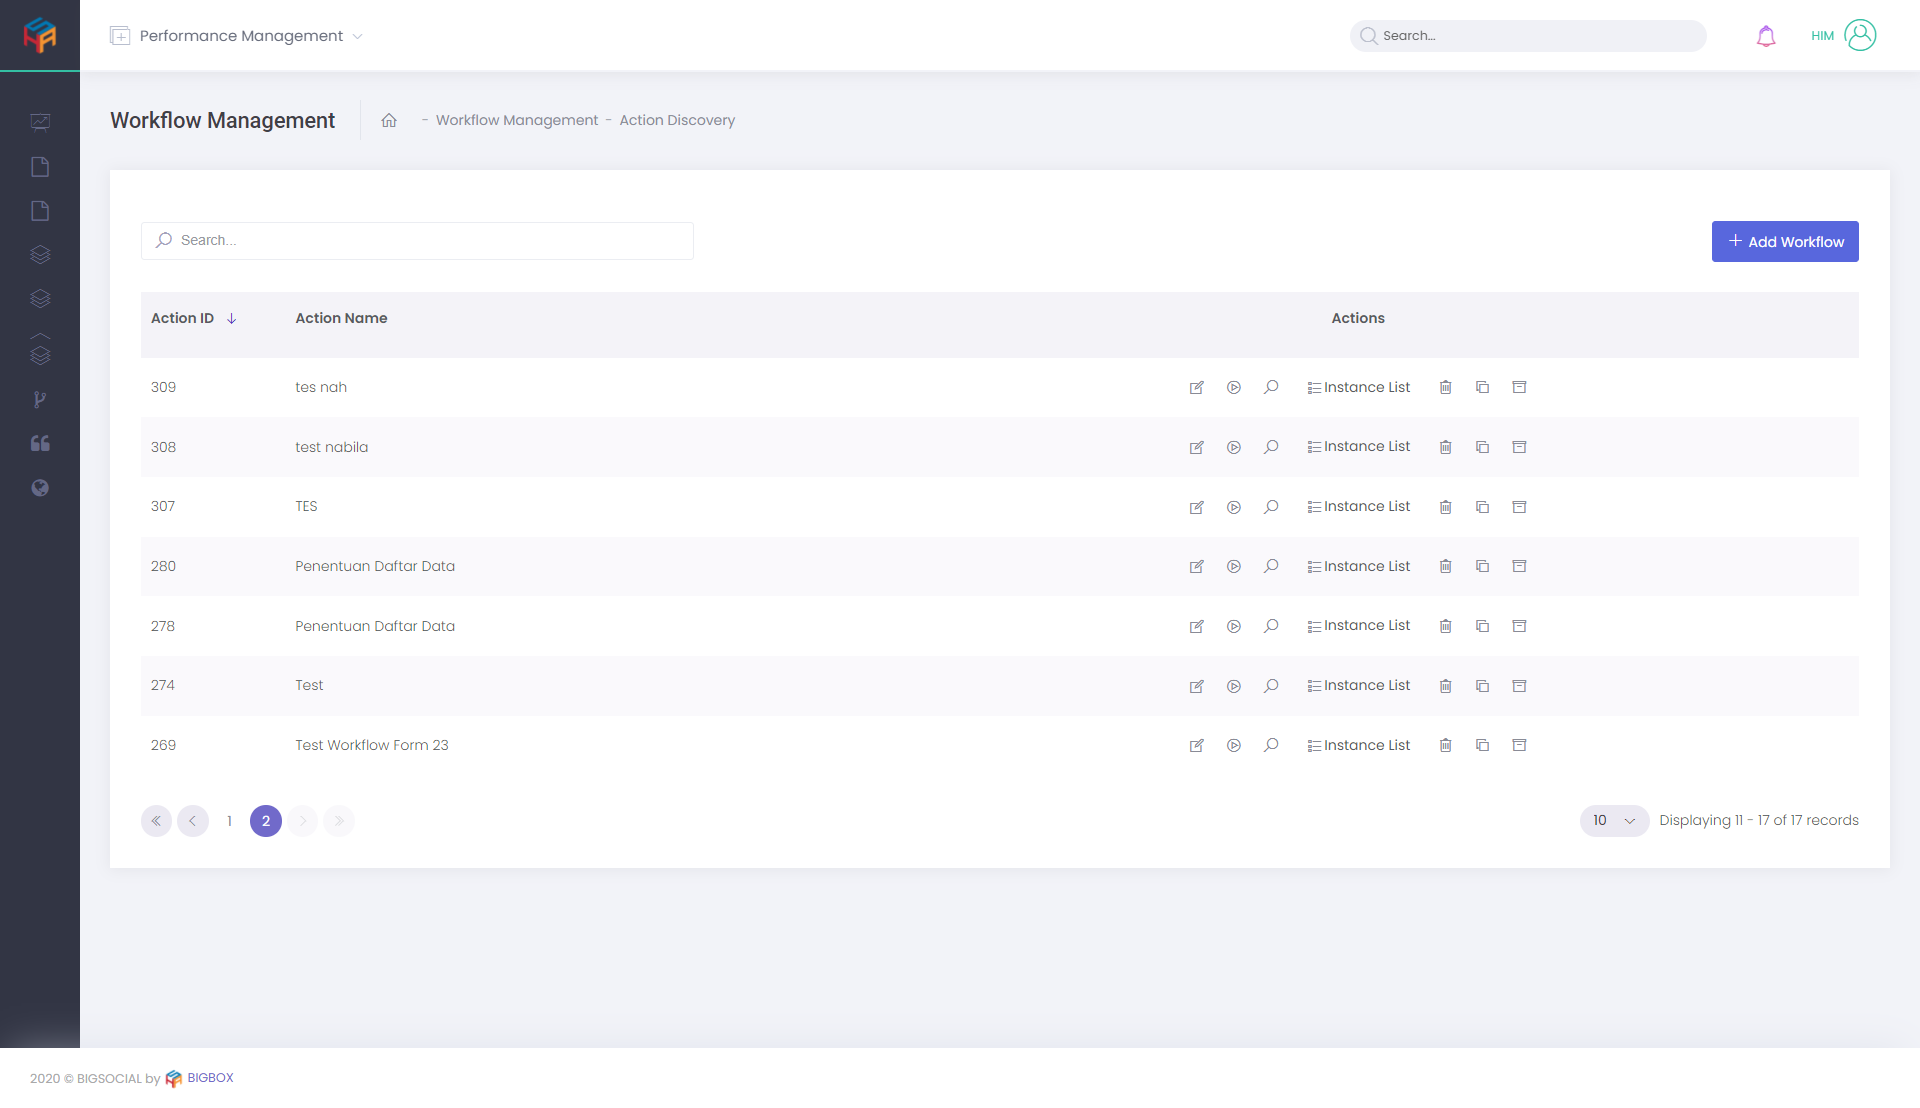 Performance Management
Search...
HIM
Workflow Management
- Workflow Management - Action Discovery
Search...
Add Workflow
Action ID Action Name Actions
309 tes nah Instance List
308 test nabila Instance List
307 TES Instance List
280 Penentuan Daftar Data Instance List
278 Penentuan Daftar Data Instance List
274 Test Instance List
269 Test Workflow Form 23 Instance List
1 2 10 Displaying 11 - 17 of 17 records
2020 © BIGSOCIAL by BIGBOX